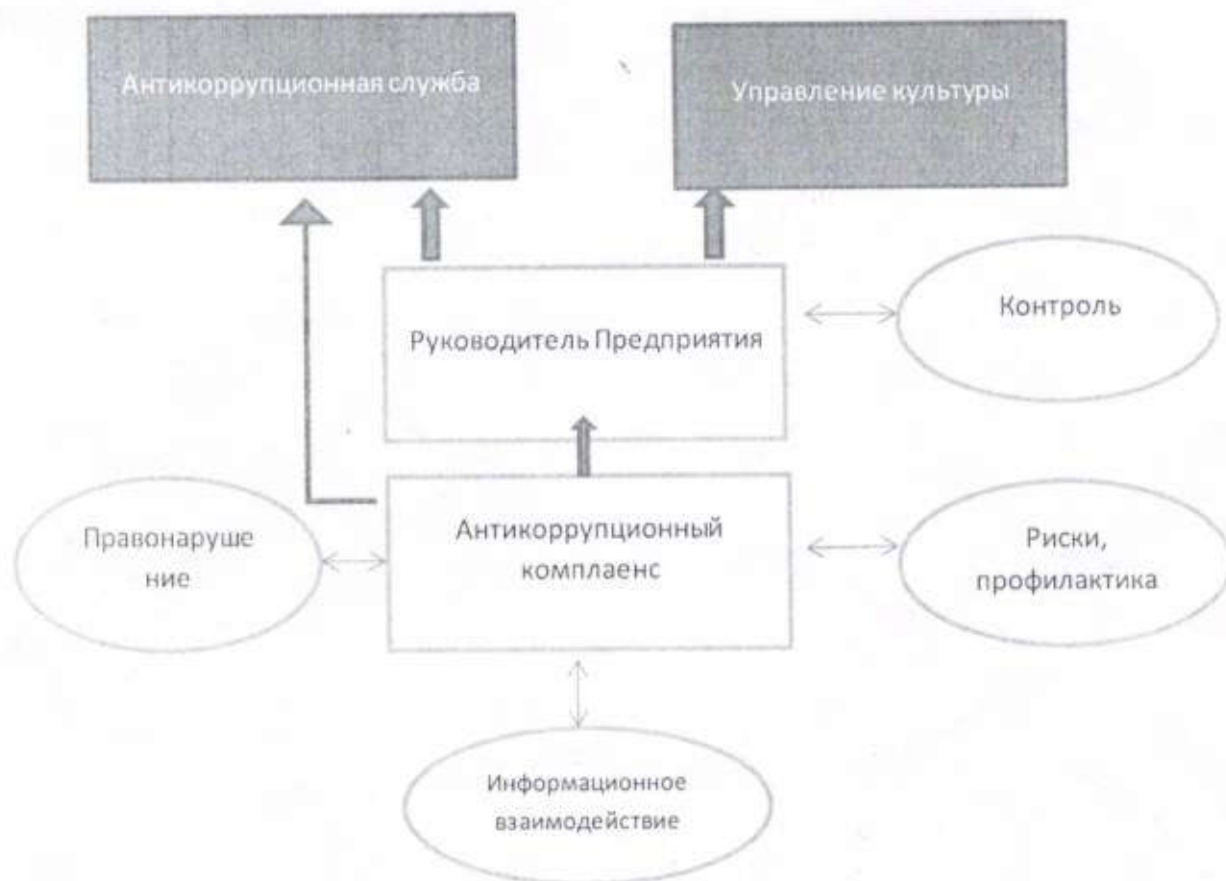 Антикоррупционная служба
Управление культуры
Руководитель Предприятия
Контроль
Правонаруше
ние
Антикоррупционный
комплаенс
Риски,
профилактика
Информационное
взаимодействие